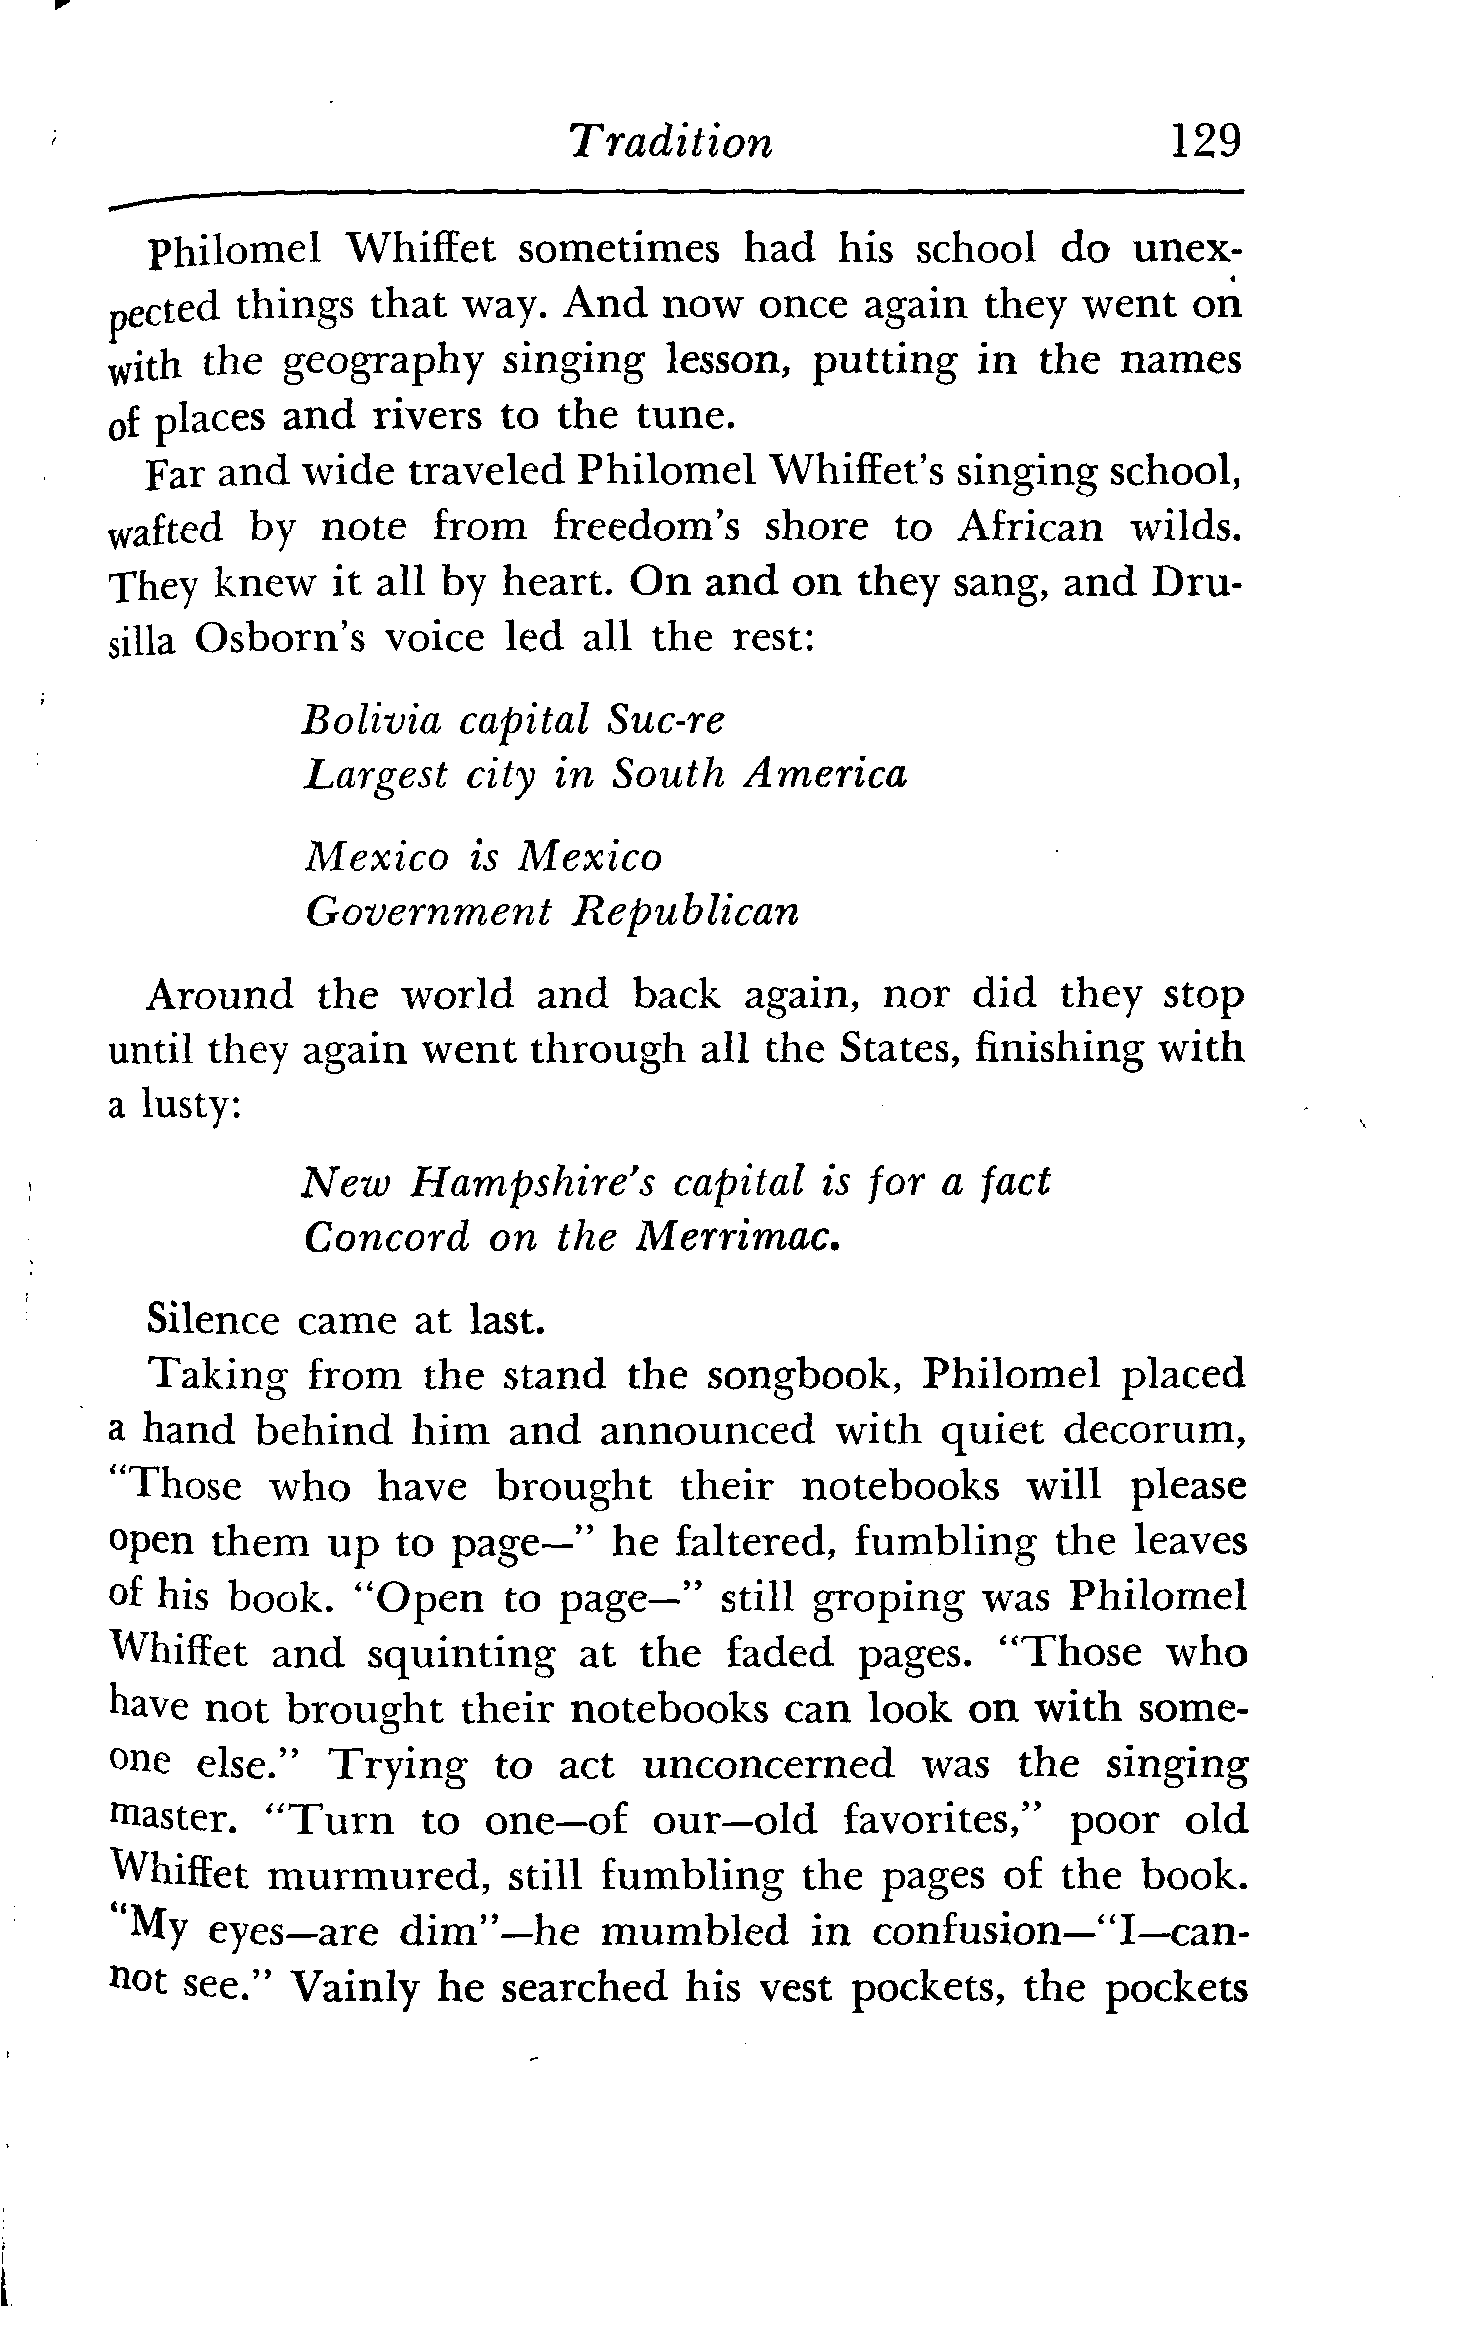 Tradition 129
Philomel Whiffet sometimes had his school do unex-
pected things that way. And now once again they went on
with the geography singing lesson, putting in the names
of places and rivers to the tune.
Far and wide traveled Philomel Whiffet's singing school,
wafted by note from freedom's shore to African wilds.
They knew it all by heart. On and on they sang, and Dru-
silla Osborn's voice led all the rest:
Bolivia capital Suc-re
Largest city in South America
Mexico is Mexico
Government Republican
Around the world and back again, nor did they stop
until they again went through all the States, finishing with
a lusty:
New Hampshire's capital is for a fact
Concord on the Merrimac.
Silence came at last.
Taking from the stand the songbook, Philomel placed
a hand behind him and announced with quiet decorum,
"Those who have brought their notebooks will please
open them up to page—" he faltered, fumbling the leaves
of his book. "Open to page—" still groping was Philomel
Whiffet and squinting at the faded pages. "Those who
have not brought their notebooks can look on with some-
one else." Trying to act unconcerned was the singing
master. "Turn to one—of our—old favorites," poor old
Whiffet murmured, still fumbling the pages of the book.
"My eyes—are dim"—he mumbled in confusion—"I—can-
not see." Vainly he searched his vest pockets, the pockets